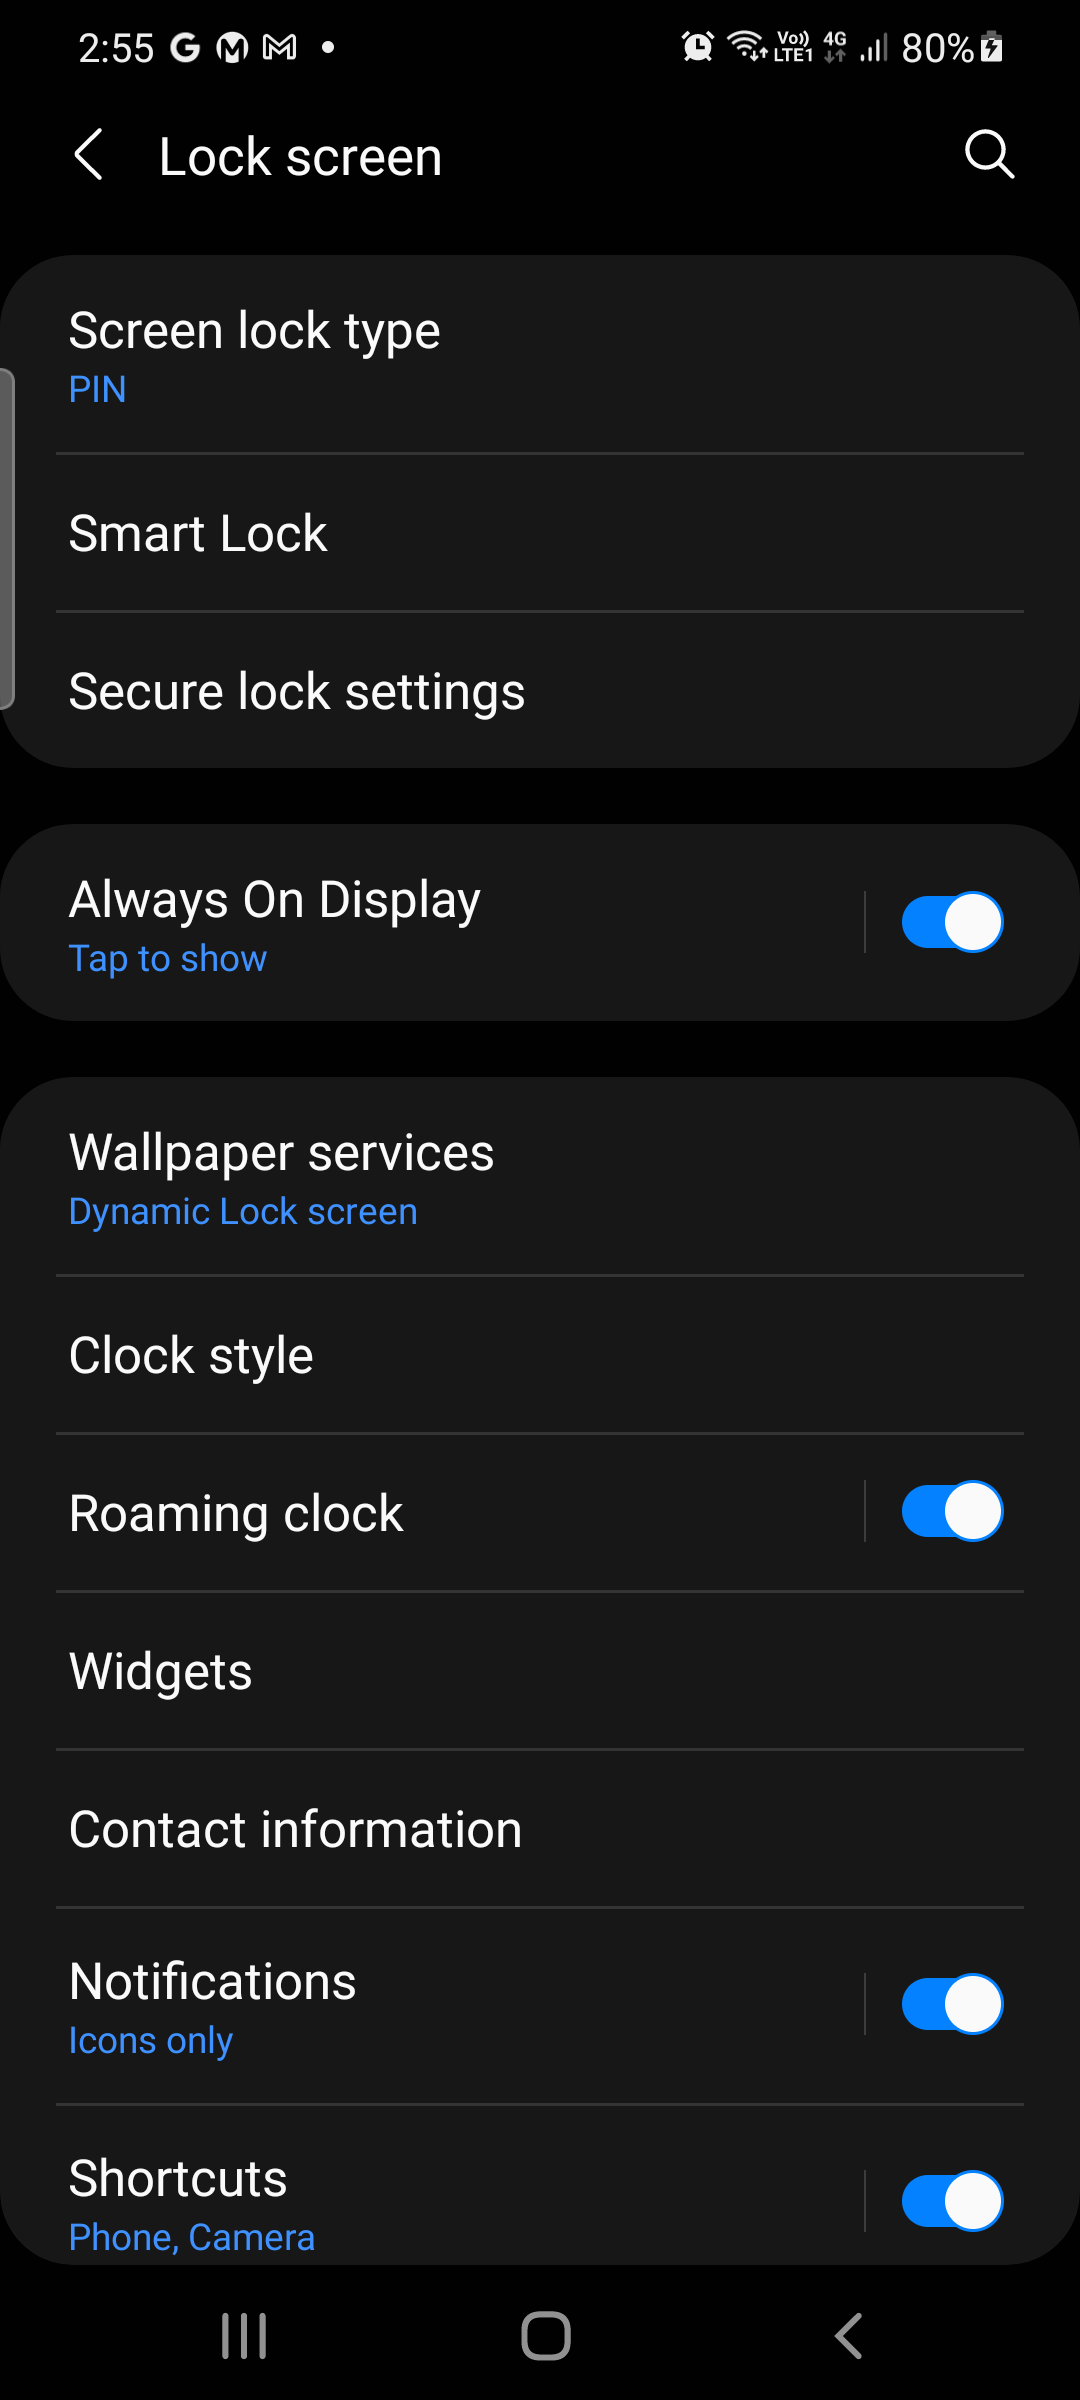 2:55 80%
Vo)) LTE1 4G
Lock screen
Screen lock type
PIN
Smart Lock
Secure lock settings
Always On Display
Tap to show
Wallpaper services
Dynamic Lock screen
Clock style
Roaming clock
Widgets
Contact information
Notifications
Icons only
Shortcuts
Phone, Camera